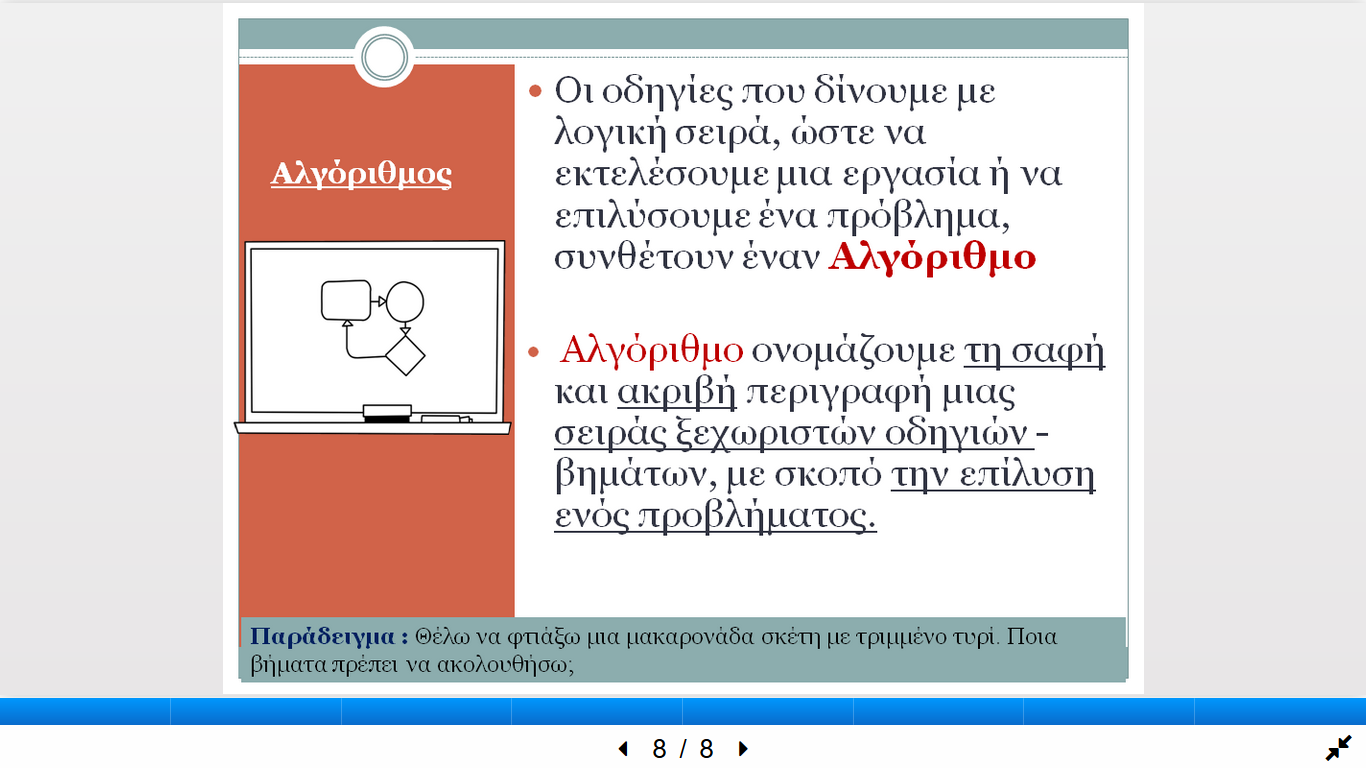 Αλγόριθμος
• Οι οδηγίες που δίνουμε με
λογική σειρά, ώστε να
εκτελέσουμε μια εργασία ή να
επιλύσουμε ένα πρόβλημα,
συνθέτουν έναν Αλγόριθμο
• Αλγόριθμο ονομάζουμε τη σαφή
και ακριβή περιγραφή μιας
σειράς ξεχωριστών οδηγιών -
βημάτων, με σκοπό την επίλυση
ενός προβλήματος.
Παράδειγμα : Θέλω να φτιάξω μια μακαρονάδα σκέτη με τριμμένο τυρί. Ποια
βήματα πρέπει να ακολουθήσω;
8 / 8